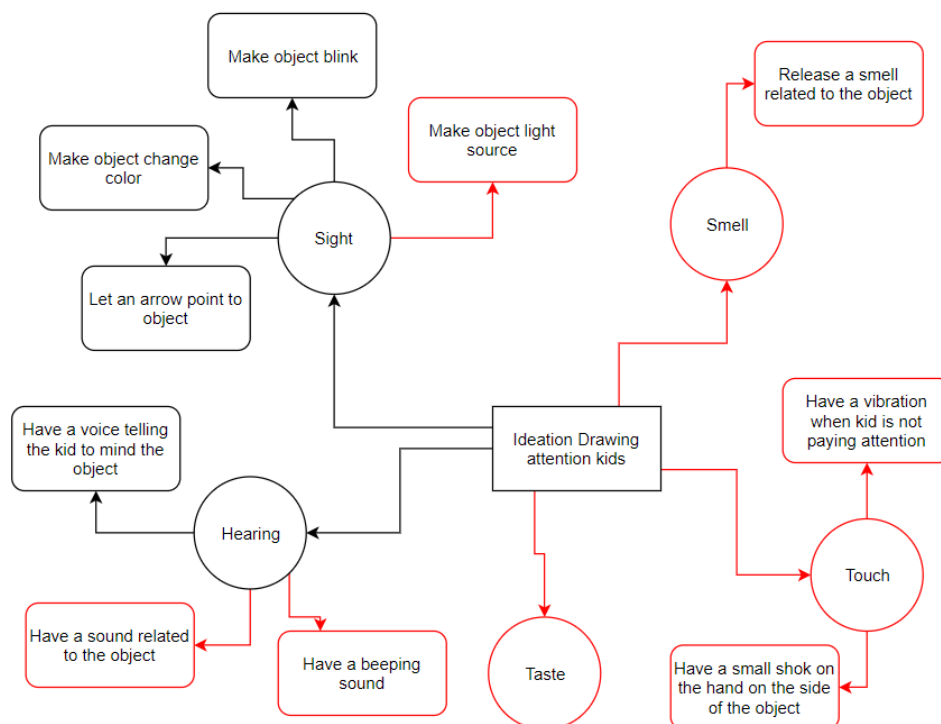 Make object blink
Release a smell
related to the object
Make object light
source
Make object change
color
Sight
Smell
Let an arrow point to
object
Have a vibration
when kid is not
paying attention
Have a voice telling
the kid to mind the
object
Ideation Drawing
attention kids
Hearing
Touch
Have a sound related
to the object
Have a beeping
sound
Taste
Have a small shok on
the hand on the side
of the object